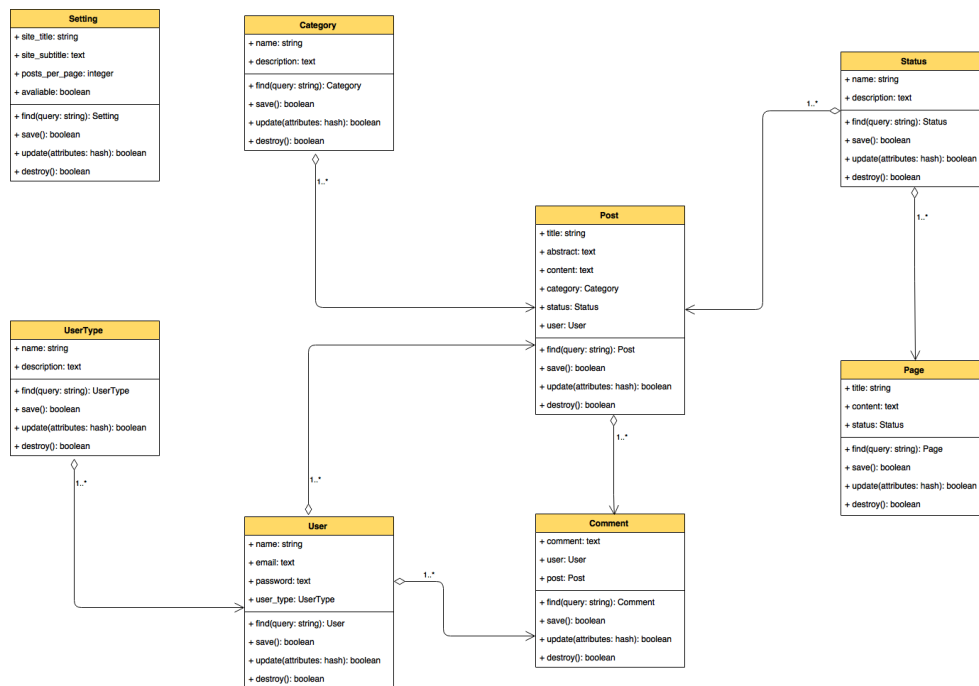 Setting
+ site_title: string
+ site_subtitle: text
+ posts_per_page: integer
+ avaliable: boolean
+ find(query: string): Setting
+ save(): boolean
+ update(attributes: hash): boolean
+ destroy(): boolean
Category
+ name: string
+ description: text
+ find(query: string): Category
+ save(): boolean
+ update(attributes: hash): boolean
+ destroy(): boolean
1..*
Status
+ name: string
+ description: text
+ find(query: string): Status
+ save(): boolean
+ update(attributes: hash): boolean
+ destroy(): boolean
1..*
1..*
Post
+ title: string
+ abstract: text
+ content: text
+ category: Category
+ status: Status
+ user: User
+ find(query: string): Post
+ save(): boolean
+ update(attributes: hash): boolean
+ destroy(): boolean
1..*
UserType
+ name: string
+ description: text
+ find(query: string): UserType
+ save(): boolean
+ update(attributes: hash): boolean
+ destroy(): boolean
1..*
Page
+ title: string
+ content: text
+ status: Status
+ find(query: string): Page
+ save(): boolean
+ update(attributes: hash): boolean
+ destroy(): boolean
1..*
User
+ name: string
+ email: text
+ password: text
+ user_type: UserType
+ find(query: string): User
+ save(): boolean
+ update(attributes: hash): boolean
+ destroy(): boolean
1..*
Comment
+ comment: text
+ user: User
+ post: Post
+ find(query: string): Comment
+ save(): boolean
+ update(attributes: hash): boolean
+ destroy(): boolean